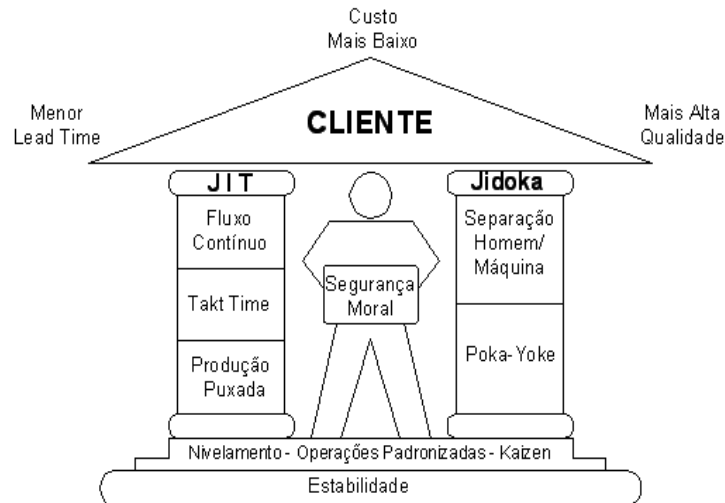 Custo
Mais Baixo
Menor
Lead Time
CLIENTE
Mais Alta
Qualidade
JIT
Fluxo
Contínuo
Takt Time
Produção
Puxada
Segurança
Moral
Jidoka
Separação
Homem/
Máquina
Poka-Yoke
Nivelamento - Operações Padronizadas - Kaizen
Estabilidade